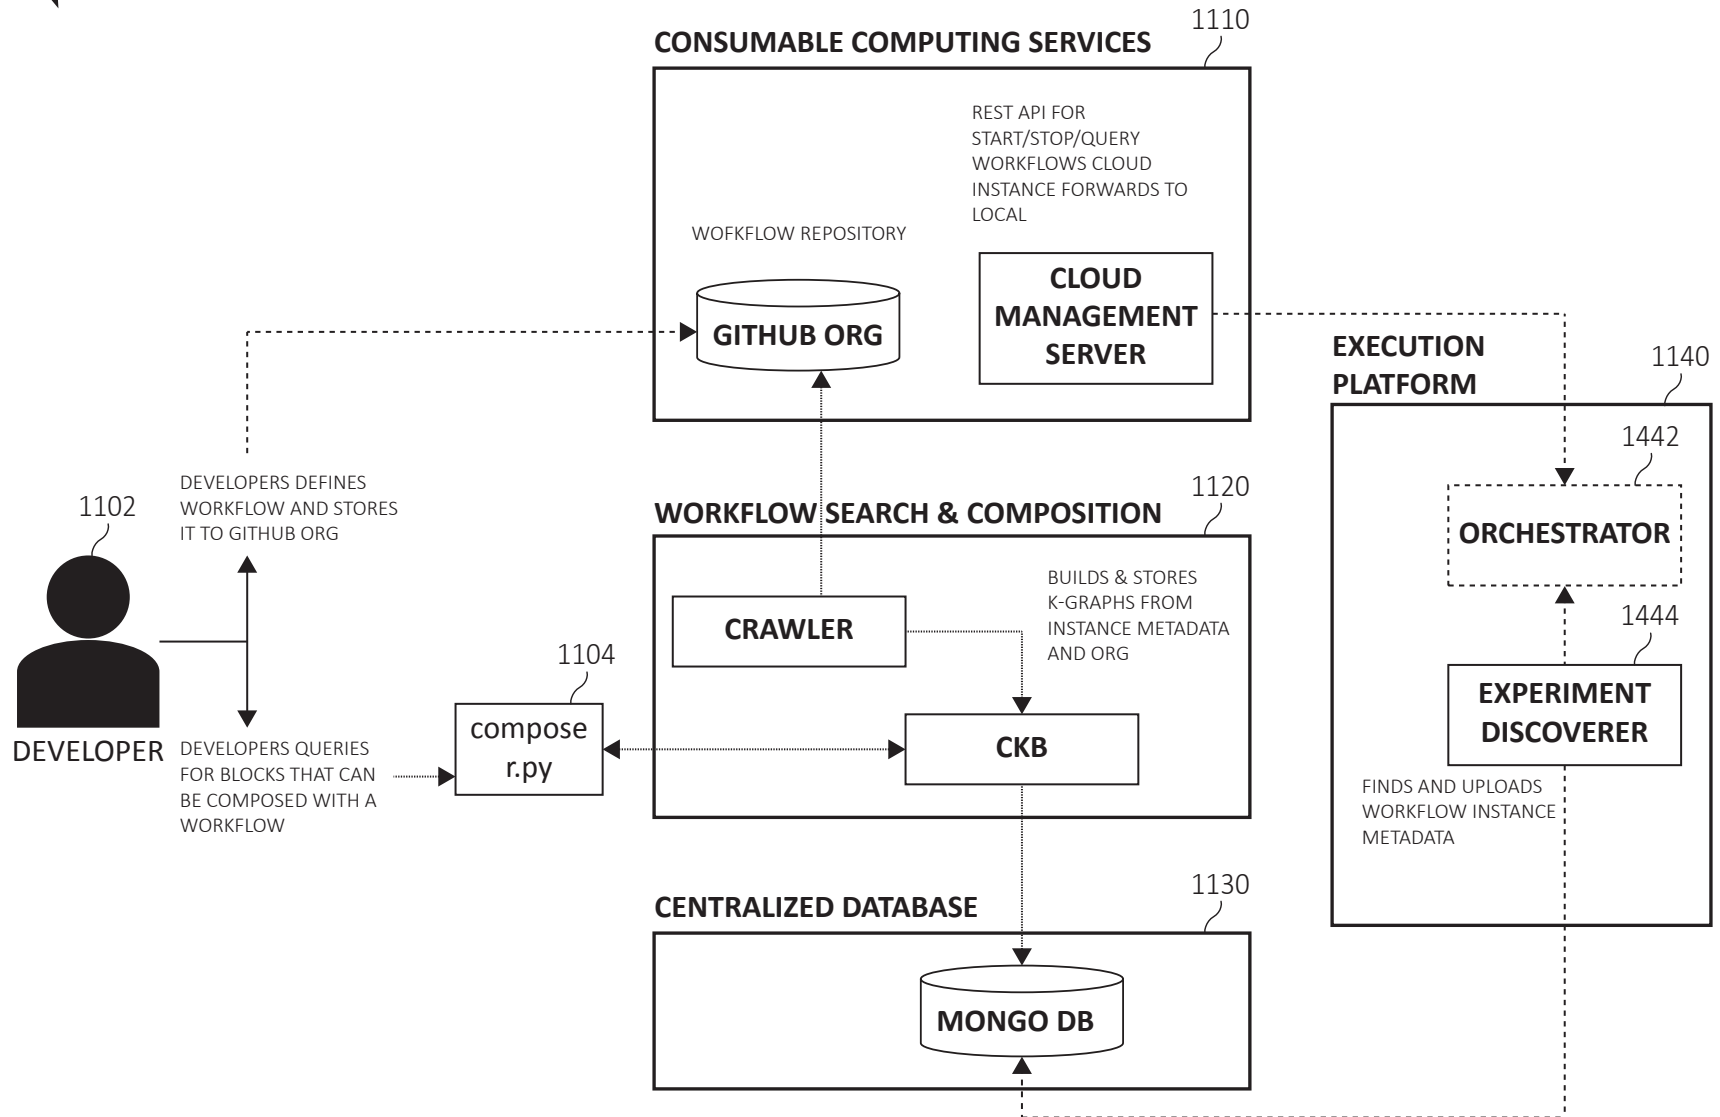 1110
CONSUMABLE COMPUTING SERVICES
REST API FOR
START/STOP/QUERY
WORKFLOWS CLOUD
INSTANCE FORWARDS TO
LOCAL
WOFKFLOW REPOSITORY
GITHUB ORG
CLOUD
MANAGEMENT
SERVER
EXECUTION
PLATFORM
1140
1442
ORCHESTRATOR
1444
EXPERIMENT
DISCOVERER
FINDS AND UPLOADS
WORKFLOW INSTANCE
METADATA
DEVELOPERS DEFINES
WORKFLOW AND STORES
IT TO GITHUB ORG
1102
DEVELOPER
DEVELOPERS QUERIES
FOR BLOCKS THAT CAN
BE COMPOSED WITH A
WORKFLOW
1104
compose
r.py
1120
WORKFLOW SEARCH & COMPOSITION
CRAWLER
BUILDS & STORES
K-GRAPHS FROM
INSTANCE METADATA
AND ORG
CKB
1130
CENTRALIZED DATABASE
MONGO DB